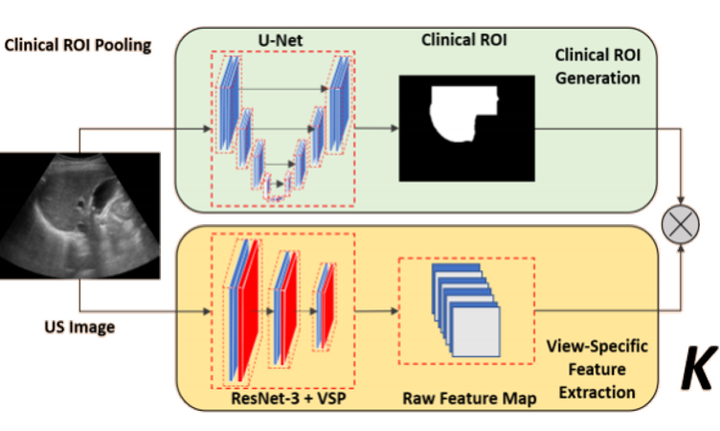 Clinical ROI Pooling
U-Net
Clinical ROI
Clinical ROI
Generation
US Image
ResNet-3 + VSP
Raw Feature Map
View-Specific
Feature
Extraction
K